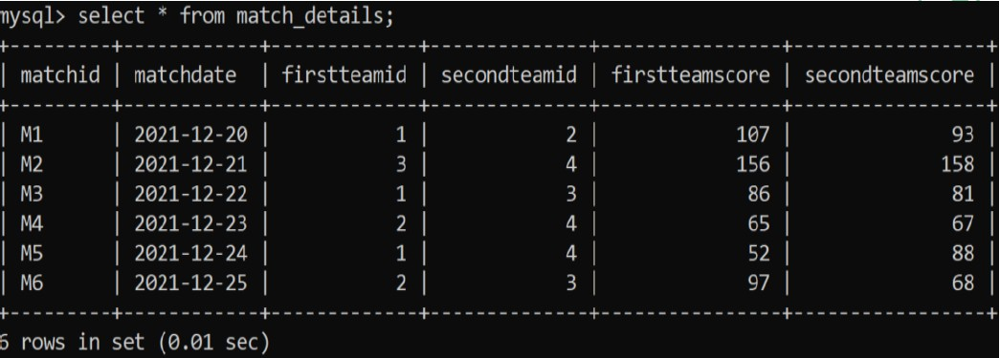 mysql> select * from match_details;
+---------+------------+-------------+--------------+----------------+-----------------+
| matchid | matchdate | firstteamid | secondteamid | firstteamscore | secondteamscore |
+---------+------------+-------------+--------------+----------------+-----------------+
| M1 | 2021-12-20 | 1 | 2 | 107 | 93 |
| M2 | 2021-12-21 | 3 | 4 | 156 | 158 |
| M3 | 2021-12-22 | 1 | 3 | 86 | 81 |
| M4 | 2021-12-23 | 2 | 4 | 65 | 67 |
| M5 | 2021-12-24 | 1 | 4 | 52 | 88 |
| M6 | 2021-12-25 | 2 | 3 | 97 | 68 |
+---------+------------+-------------+--------------+----------------+-----------------+
6 rows in set (0.01 sec)